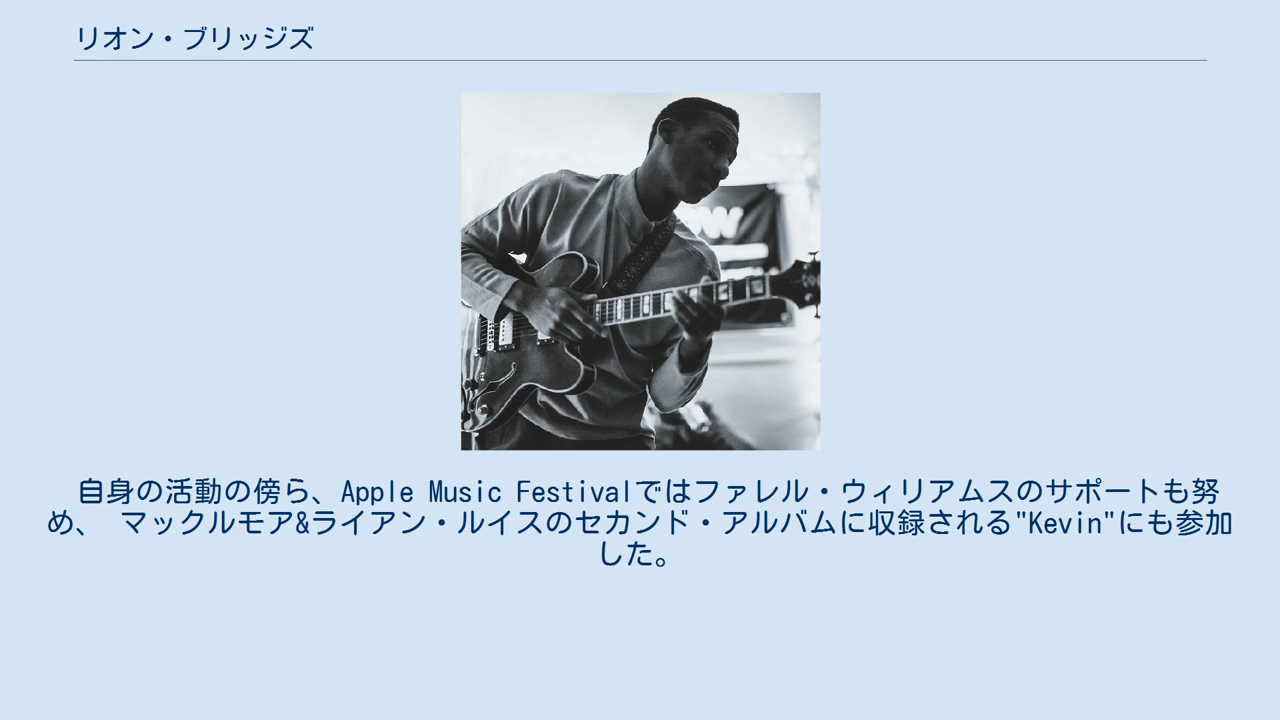 リオン・ブリッジズ
自身の活動の傍ら、Apple Music Festivalではファレル・ウィリアムスのサポートも努
め、 マックルモア&ライアン・ルイスのセカンド・アルバムに収録される"Kevin"にも参加
した。